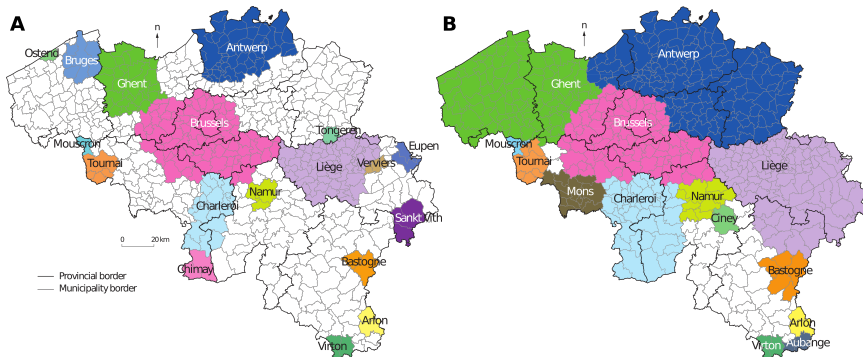 A
n
Ostend
Bruges
Antwerp
Ghent
Brussels
Mouscron
Tournai
Tongeren
Eupen
Verviers
Liège
Namur
Charleroi
Sankt Vith
0 20 km
Chimay
Bastogne
Provincial border
Municipality border
Arlon
Virton
B
n
Antwerp
Ghent
Brussels
Mouscron
Tournai
Liège
Mons
Charleroi
Namur
Ciney
Bastogne
Arlon
Virton
Aubange